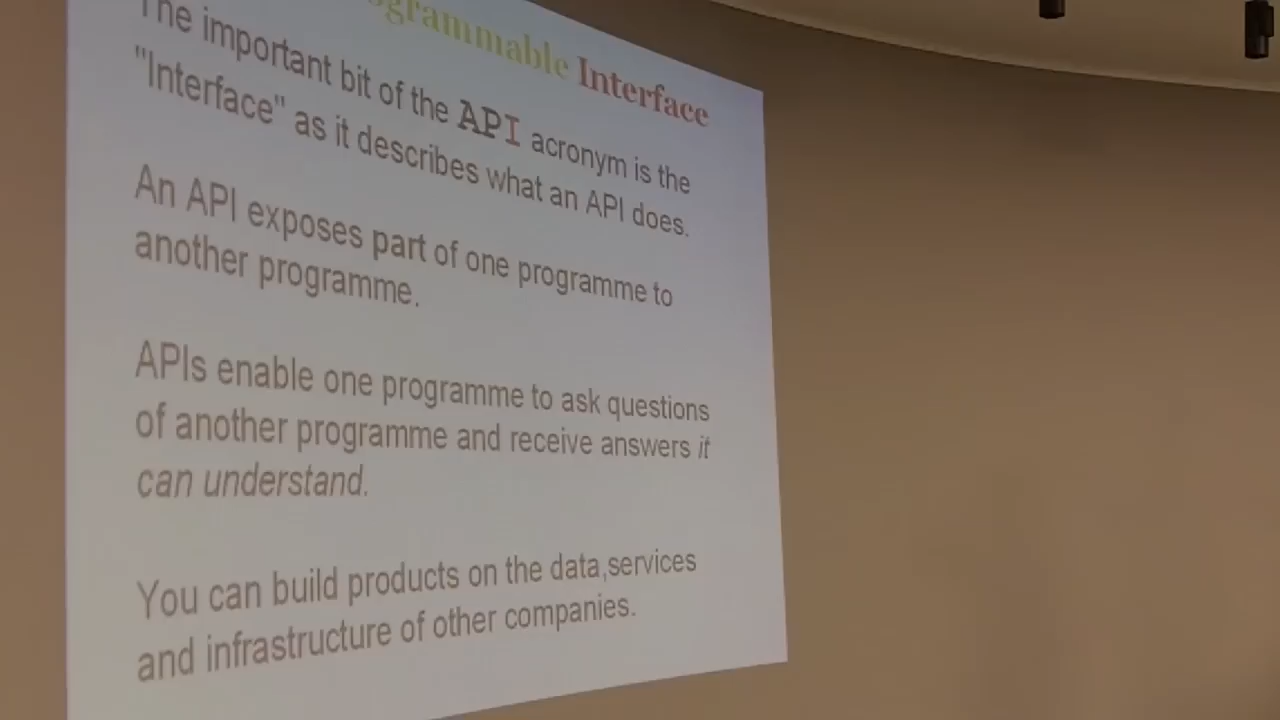 ogrammable Interface
The important bit of the API acronym is the
"Interface" as it describes what an API does.
An API exposes part of one programme to
another programme.
APIs enable one programme to ask questions
of another programme and receive answers it
can understand.
You can build products on the data,services
and infrastructure of other companies.